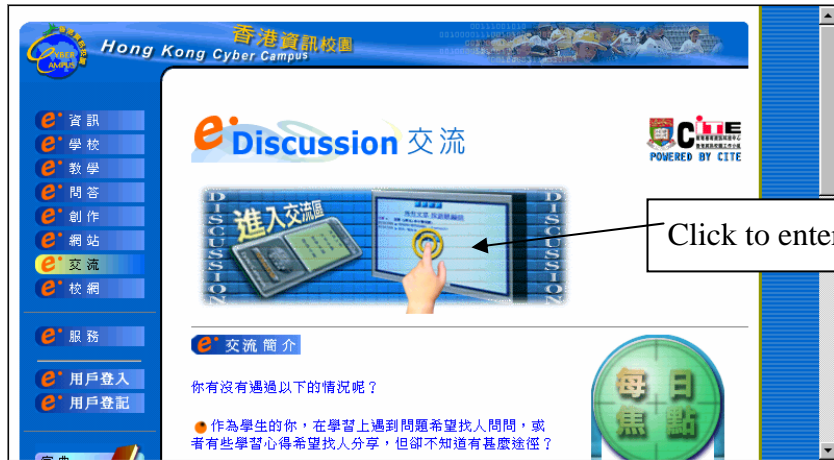 香港資訊校園
Hong Kong Cyber Campus
CYBER
CAMPUS
資訊
學校
教學
問答
創作
網站
交流
校網
服務
用戶登入
用戶登記
e·Discussion 交流
CITE
POWERED BY CITE
DISCUSSION
進入交流區
DISCUSSION
Click to enter
交流簡介
你有沒有遇過以下的情況呢？
作為學生的你，在學習上遇到問題希望找人問問，或
者有些學習心得希望找人分享，但卻不知道有甚麼途徑？
每日
焦點